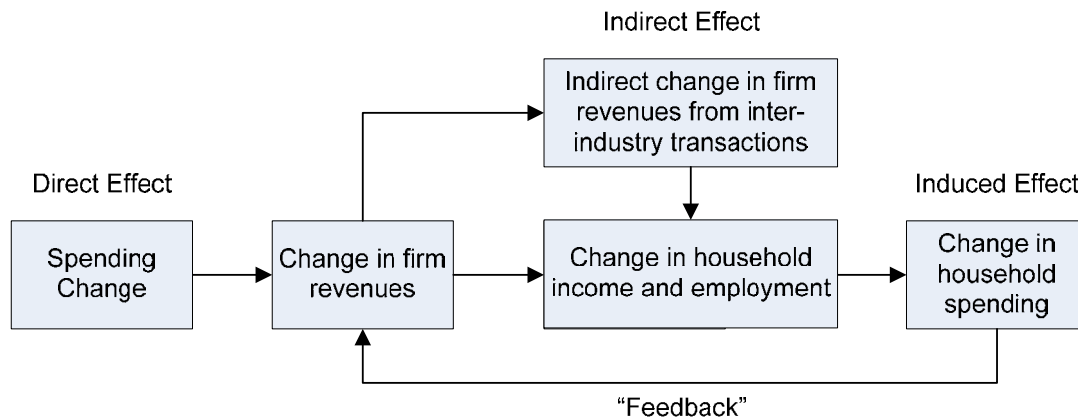 Indirect Effect
Indirect change in firm
revenues from inter-
industry transactions
Direct Effect
Induced Effect
Spending
Change
Change in firm
revenues
Change in household
income and employment
Change in
household
spending
“Feedback”